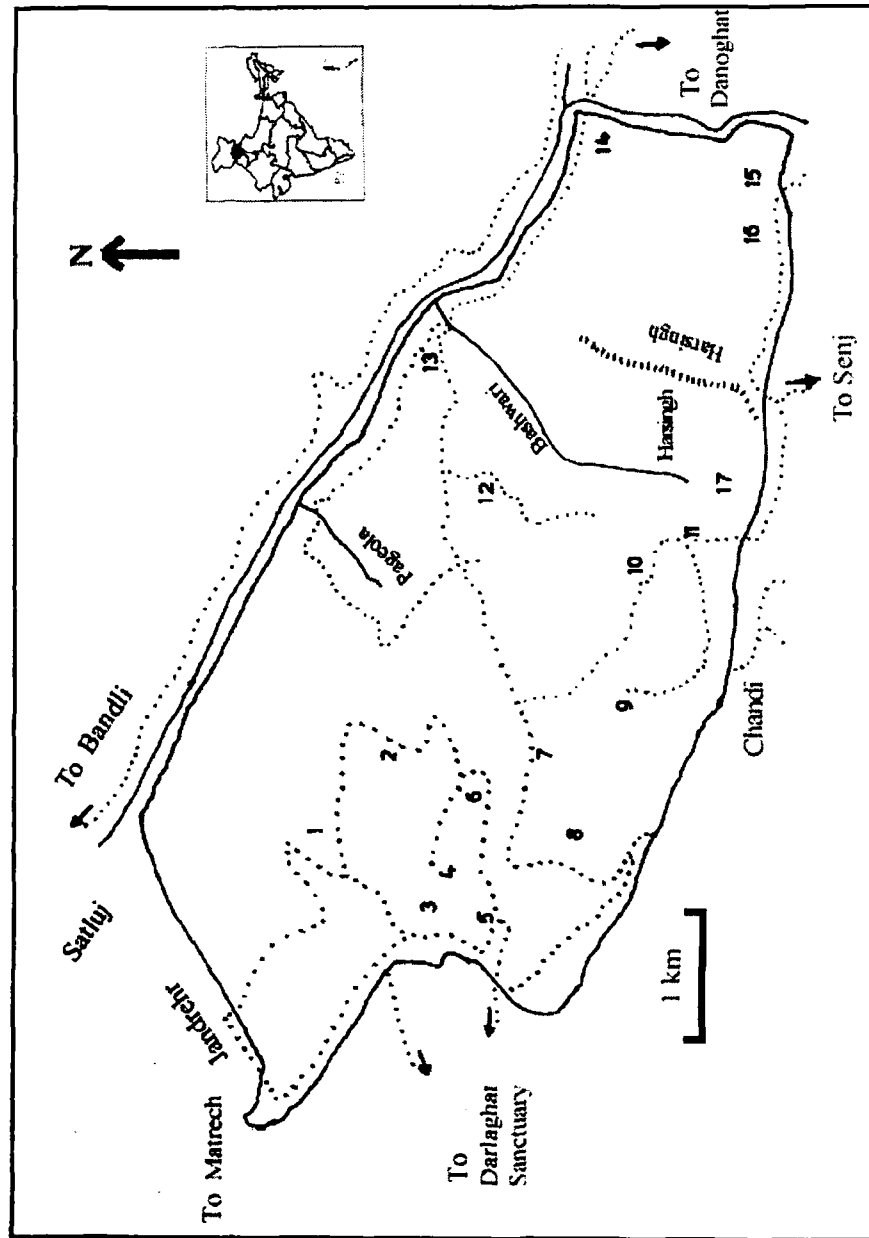 N
To Bandli
Satluj
Jandrehr
To Matrech
To
Darlaghat
Sanctuary
1 km
Chandi
To Senj
To
Danoghat
Pageola
Bashwari
Harsingh
Harsingh
1
2
3
4
5
6
7
8
9
10
11
12
13
14
15
16
17